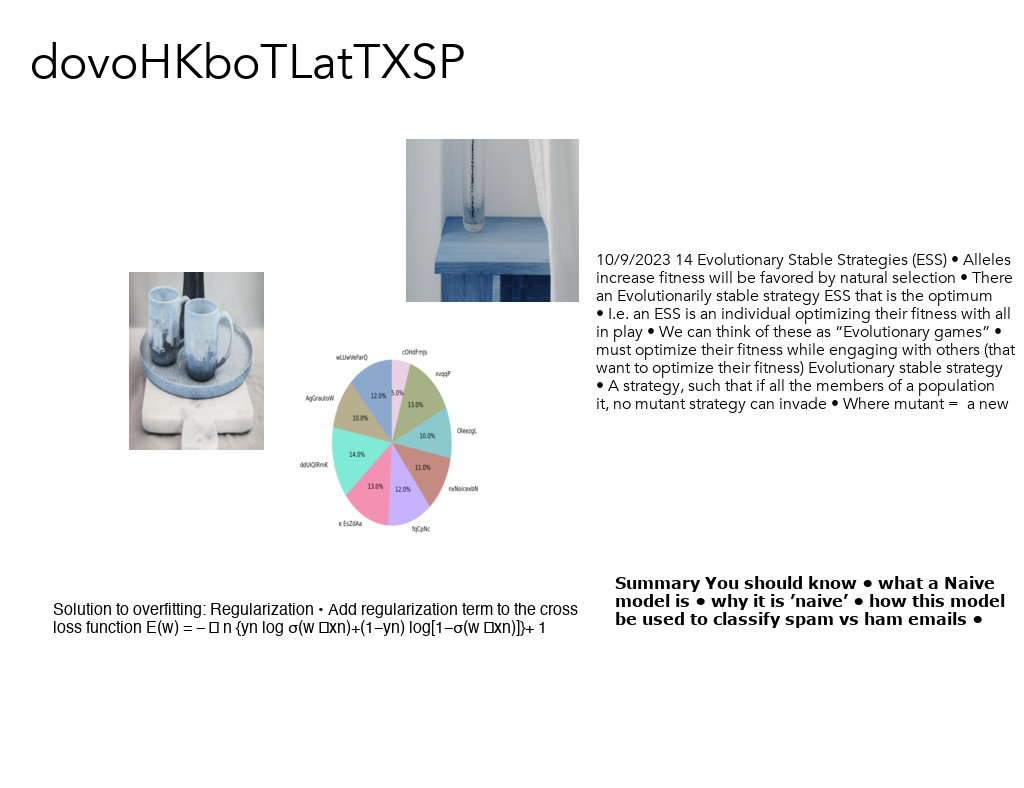 dovoHKboTLatTXSP
10/9/2023 14 Evolutionary Stable Strategies (ESS) • Alleles
increase fitness will be favored by natural selection • There
an Evolutionarily stable strategy ESS that is the optimum
• I.e. an ESS is an individual optimizing their fitness with all
in play • We can think of these as “Evolutionary games” •
must optimize their fitness while engaging with others (that
want to optimize their fitness) Evolutionary stable strategy
• A strategy, such that if all the members of a population
it, no mutant strategy can invade • Where mutant = a new
cOHdFmJs
wLUwVeFarQ
xvqqP
AgGrautoW
OleezgL
ddUiQIRmK
nxNoicexbN
e EsZdAa
fqCpNc
5.0%
12.0%
13.0%
10.0%
10.0%
14.0%
11.0%
13.0%
12.0%
Summary You should know • what a Naive
model is • why it is ’naive’ • how this model
be used to classify spam vs ham emails •
Solution to overfitting: Regularization • Add regularization term to the cross
loss function E(w) = – □ n {yn log σ(w □xn)+(1–yn) log[1–σ(w □xn)]}+ 1